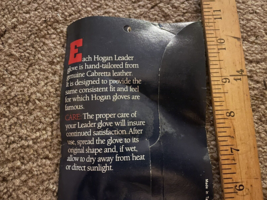 Each Hogan Leader
glove is hand-tailored from
genuine Cabretta leather.
It is designed to provide the
same consistent fit and feel
for which Hogan gloves are
famous.
CARE: The proper care of
your Leader glove will insure
continued satisfaction. After
use, spread the glove to its
original shape and, if wet,
allow to dry away from heat
or direct sunlight.